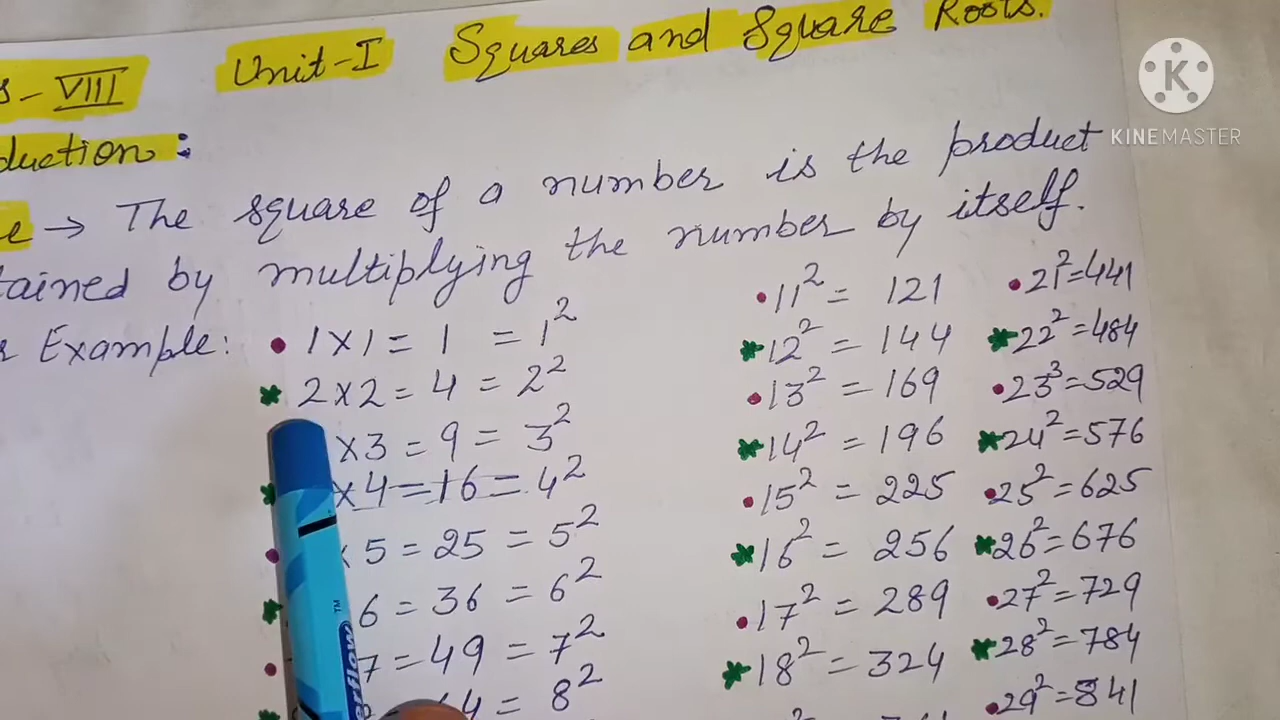 s-VIII Unit-I Squares and Square Roots.
KINEMASTER
duction:
e → The square of a number is the product
tained by multiplying the number by itself.
r Example:
1×1 = 1 = 1²
2×2 = 4 = 2²
×3 = 9 = 3²
×4 = 16 = 4²
×5 = 25 = 5²
6 = 36 = 6²
7 = 49 = 7²
= 8²
11² = 121
12² = 144
13² = 169
14² = 196
15² = 225
16² = 256
17² = 289
18² = 324
21² = 441
22² = 484
23³ = 529
24² = 576
25² = 625
26² = 676
27² = 729
28² = 784
29² = 841